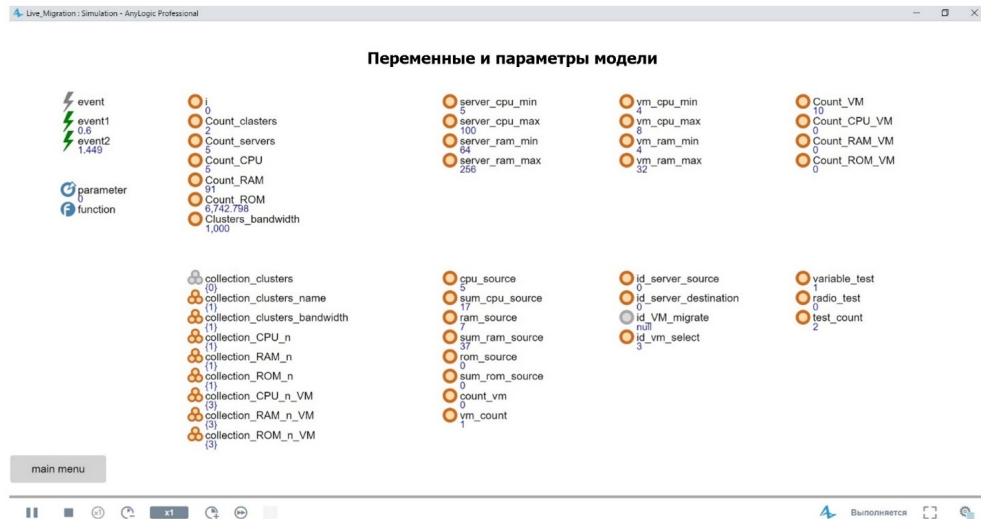 Live_Migration : Simulation - AnyLogic Professional
Переменные и параметры модели
event
event1
0.6
event2
1.449
parameter
0
function
i
0
Count_clasters
2
Count_servers
5
Count_CPU
5
Count_RAM
91
Count_ROM
6,742.798
Clusters_bandwidth
1,000
server_cpu_min
5
server_cpu_max
100
server_ram_min
64
server_ram_max
256
vm_cpu_min
4
vm_cpu_max
8
vm_ram_min
4
vm_ram_max
32
Count_VM
10
Count_CPU_VM
0
Count_RAM_VM
0
Count_ROM_VM
0
collection_clusters
{0}
collection_clusters_name
{1}
collection_clusters_bandwidth
{1}
collection_CPU_n
{1}
collection_RAM_n
{1}
collection_ROM_n
{1}
collection_CPU_n_VM
{3}
collection_RAM_n_VM
{3}
collection_ROM_n_VM
{3}
cpu_source
5
sum_cpu_source
17
ram_source
7
sum_ram_source
37
rom_source
0
sum_rom_source
0
count_vm
0
vm_count
1
id_server_source
0
id_server_destination
0
id_VM_migrate
null
id_vm_select
3
variable_test
1
radio_test
0
test_count
2
main menu
x1
x1
Выполняется